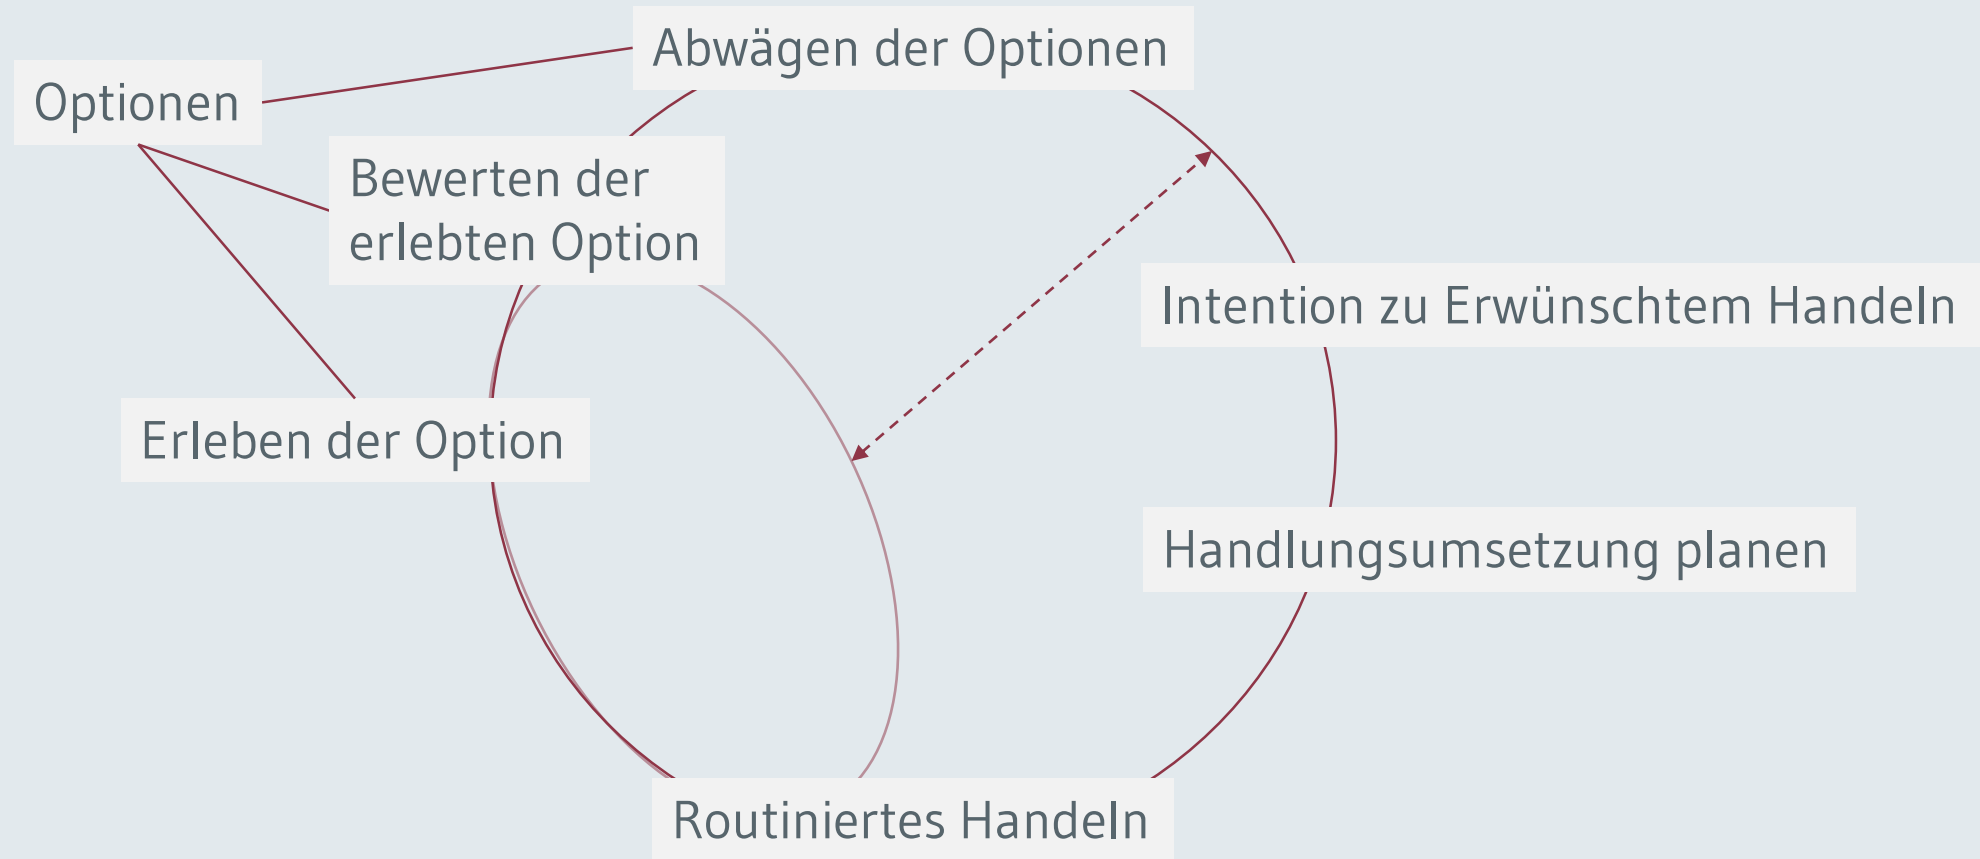 Abwägen der Optionen
Optionen
Bewerten der
erlebten Option
Intention zu Erwünschtem Handeln
Erleben der Option
Handlungsumsetzung planen
Routiniertes Handeln